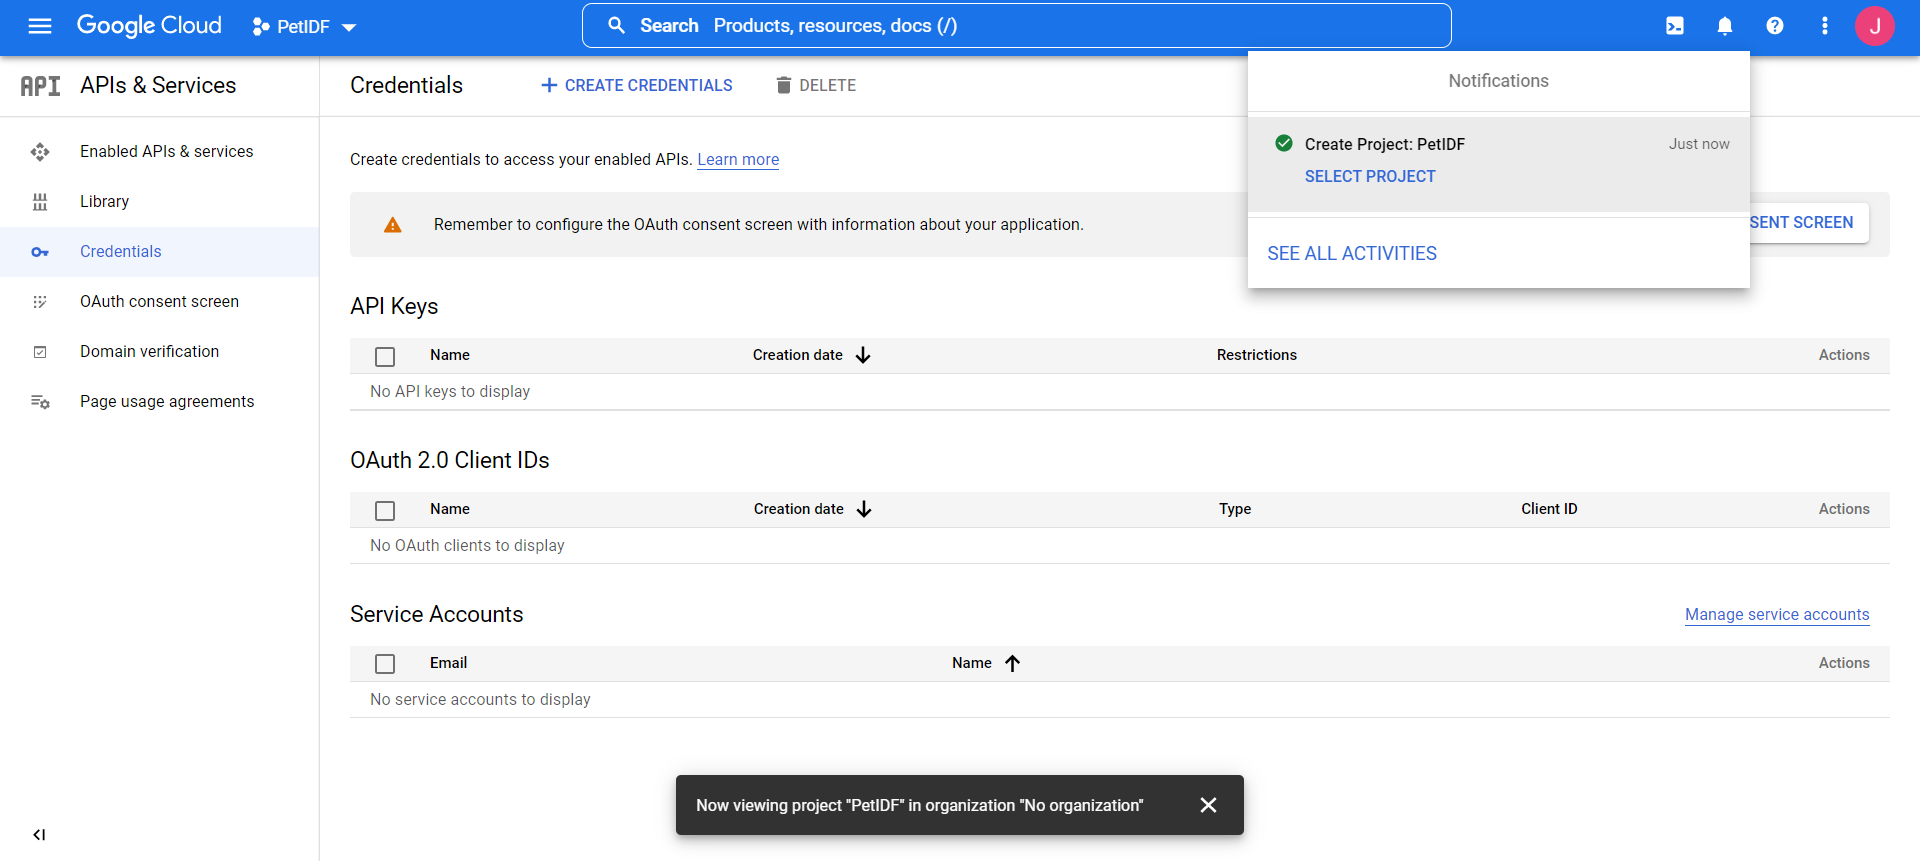 Google Cloud
PetIDF
Search Products, resources, docs (/)
J
API APIs & Services
Credentials
CREATE CREDENTIALS
DELETE
Notifications
Create Project: PetIDF
Just now
SELECT PROJECT
SEE ALL ACTIVITIES
Enabled APIs & services
Library
Credentials
OAuth consent screen
Domain verification
Page usage agreements
Create credentials to access your enabled APIs. Learn more
Remember to configure the OAuth consent screen with information about your application.
SENT SCREEN
API Keys
Name Creation date Restrictions Actions
No API keys to display
OAuth 2.0 Client IDs
Name Creation date Type Client ID Actions
No OAuth clients to display
Service Accounts
Manage service accounts
Email Name Actions
No service accounts to display
Now viewing project "PetIDF" in organization "No organization"